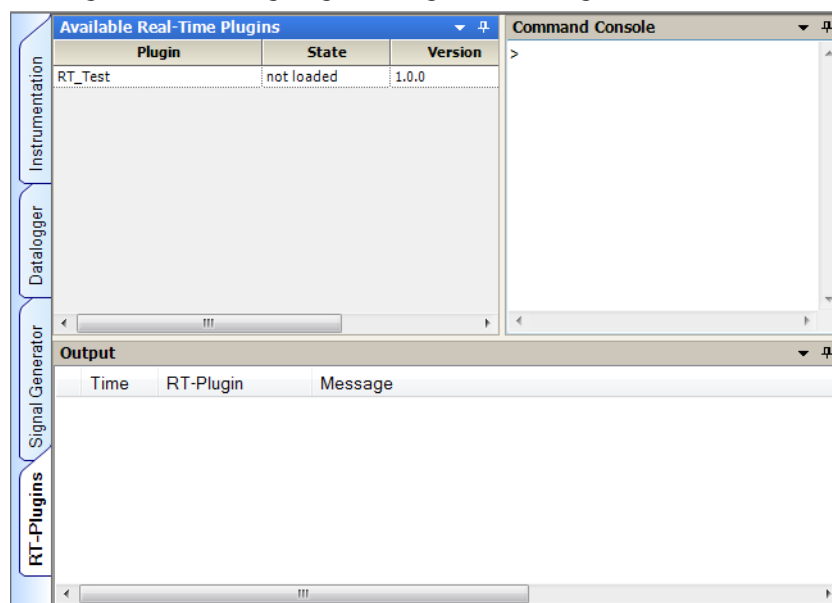 Available Real-Time Plugins
Plugin State Version
RT_Test not loaded 1.0.0
Command Console
>
Output
Time RT-Plugin Message
Instrumentation
Datalogger
Signal Generator
RT-Plugins